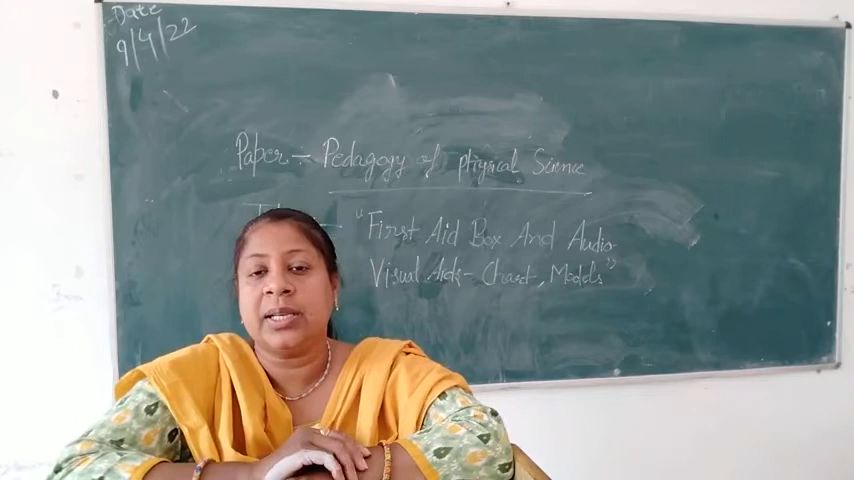 Date
9/4/22
Paper :- Pedagogy of physical Science
"First Aid Box And Audio-
Visual Aids - Chart, Models"